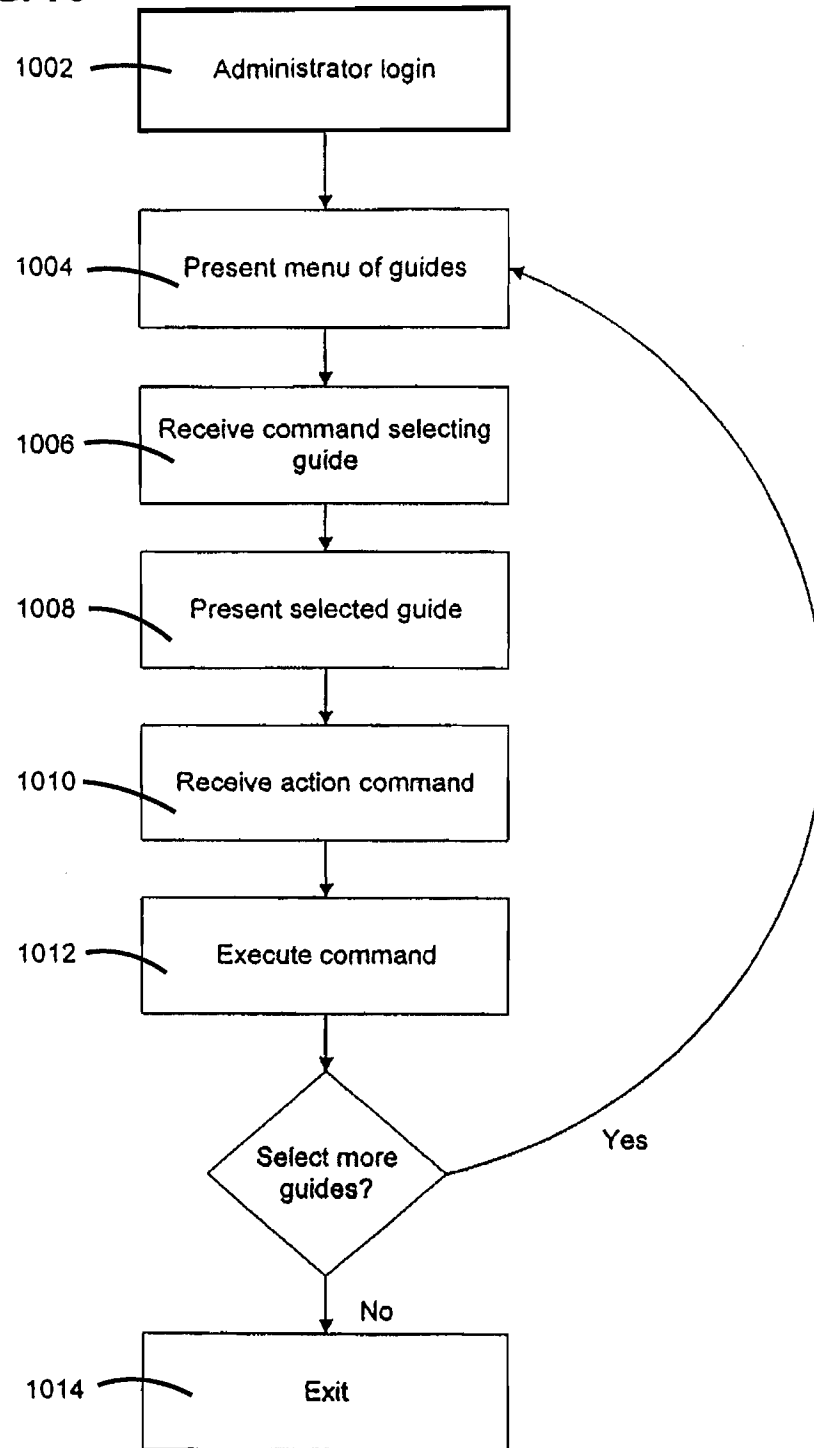 1002
Administrator login
1004
Present menu of guides
1006
Receive command selecting
guide
1008
Present selected guide
1010
Receive action command
1012
Execute command
Select more
guides?
Yes
No
1014
Exit